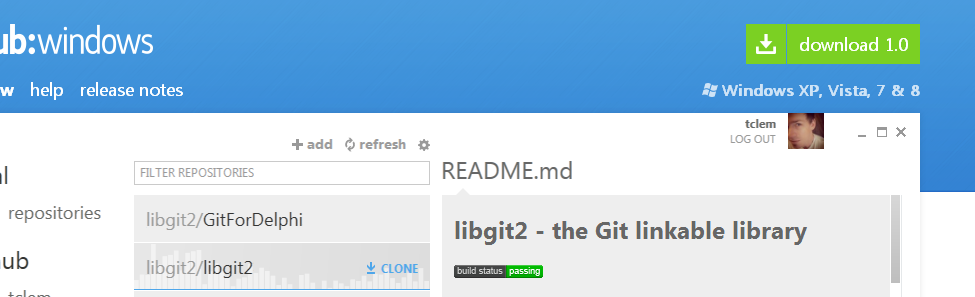 ub:windows
download 1.0
w help release notes
Windows XP, Vista, 7 & 8
tclem
LOG OUT
add refresh
FILTER REPOSITORIES
README.md
al
repositories
libgit2/GitForDelphi
libgit2 - the Git linkable library
ub
libgit2/libgit2
CLONE
build status passing
tclem